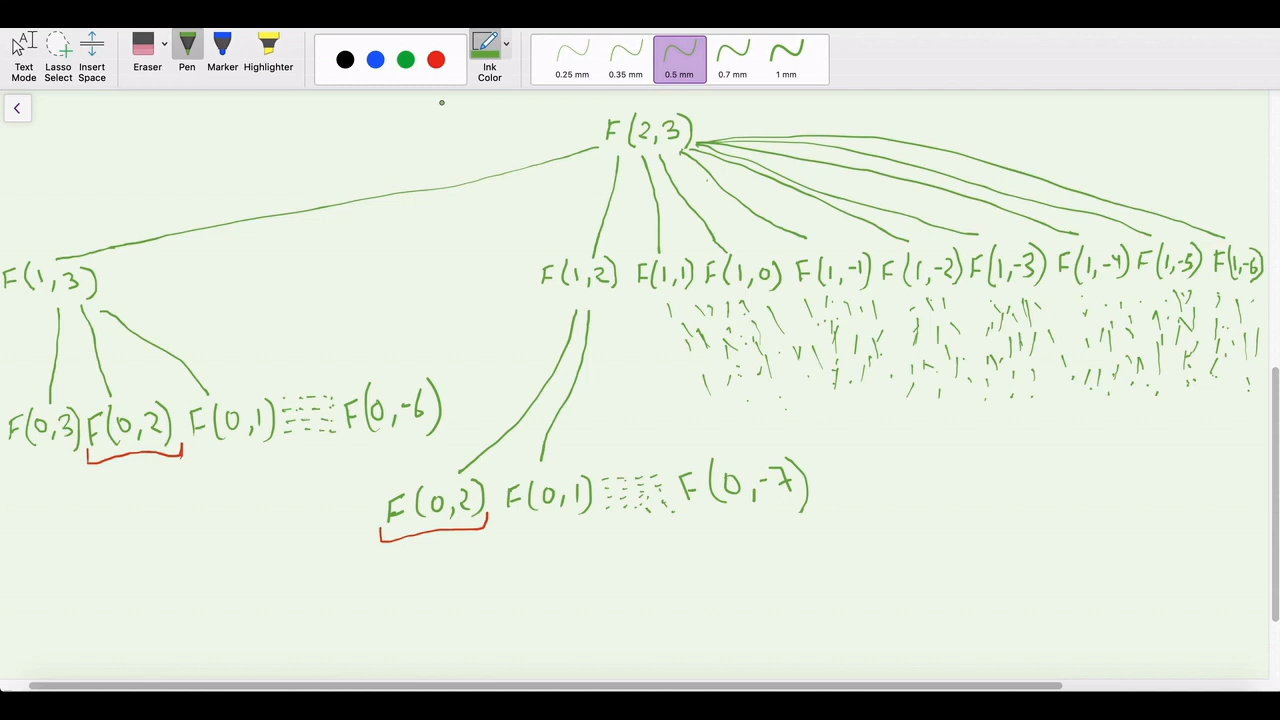 Text Mode
Lasso Select
Insert Space
Eraser
Pen
Marker
Highlighter
Ink Color
0.25 mm
0.35 mm
0.5 mm
0.7 mm
1 mm
F(2,3)
F(1,3) F(1,2) F(1,1) F(1,0) F(1,-1) F(1,-2) F(1,-3) F(1,-4) F(1,-5) F(1,-6)
F(0,3) F(0,2) F(0,1) F(0,-6)
F(0,2) F(0,1) F(0,-7)